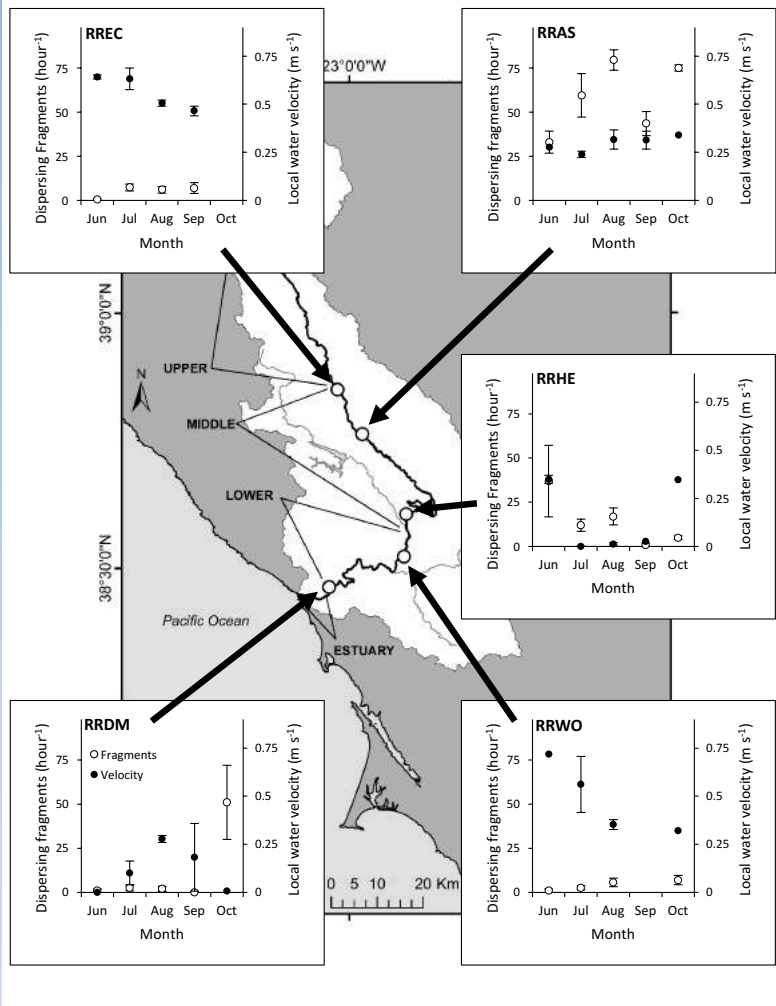 RREC
Dispersing Fragments (hour-1)
75
50
25
0
0.75
0.5
0.25
0
Local water velocity (m s-1)
Jun Jul Aug Sep Oct
Month
23°0'0"W
RRAS
Dispersing Fragments (hour-1)
75
50
25
0
0.75
0.5
0.25
0
Local water velocity (m s-1)
Jun Jul Aug Sep Oct
Month
39°0'0"N
38°30'0"N
N
UPPER
MIDDLE
LOWER
ESTUARY
Pacific Ocean
RRHE
Dispersing Fragments (hour-1)
75
50
25
0
0.75
0.5
0.25
0
Local water velocity (m s-1)
Jun Jul Aug Sep Oct
Month
RRDM
Fragments
Velocity
Dispersing fragments (hour-1)
75
50
25
0
0.75
0.5
0.25
0
Local water velocity (m s-1)
Jun Jul Aug Sep Oct
Month
0 5 10 20 Km
RRWO
Dispersing Fragments (hour-1)
75
50
25
0
0.75
0.5
0.25
0
Local water velocity (m s-1)
Jun Jul Aug Sep Oct
Month